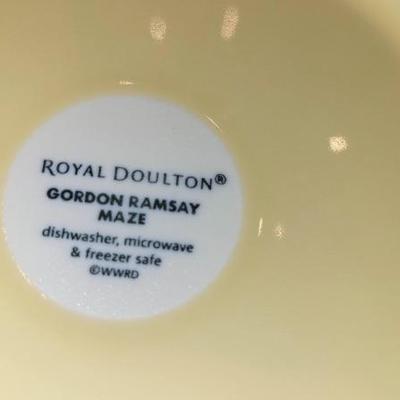 ROYAL DOULTON®
GORDON RAMSAY
MAZE
dishwasher, microwave
& freezer safe
©WWRD